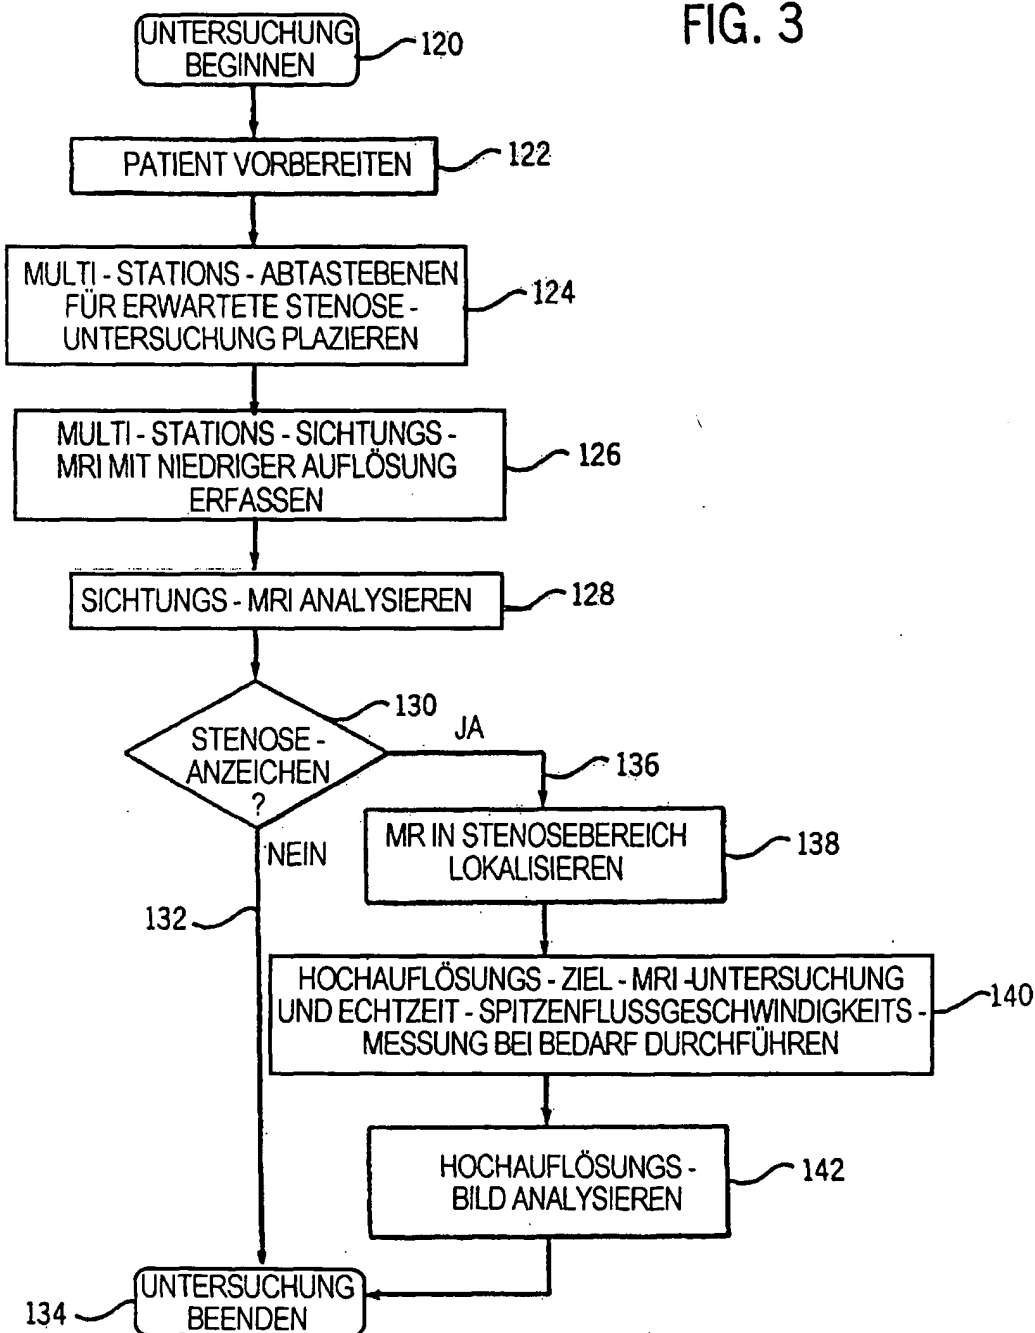 FIG. 3
UNTERSUCHUNG
BEGINNEN
120
PATIENT VORBEREITEN
122
MULTI - STATIONS - ABTASTEBENEN
FÜR ERWARTETE STENOSE -
UNTERSUCHUNG PLAZIEREN
124
MULTI - STATIONS - SICHTUNGS -
MRI MIT NIEDRIGER AUFLÖSUNG
ERFASSEN
126
SICHTUNGS - MRI ANALYSIEREN
128
STENOSE -
ANZEICHEN
?
130
JA
136
NEIN
132
MR IN STENOSEBEREICH
LOKALISIEREN
138
HOCHAUFLÖSUNGS - ZIEL - MRI -UNTERSUCHUNG
UND ECHTZEIT - SPITZENFLUSSGESCHWINDIGKEITS -
MESSUNG BEI BEDARF DURCHFÜHREN
140
HOCHAUFLÖSUNGS -
BILD ANALYSIEREN
142
UNTERSUCHUNG
BEENDEN
134